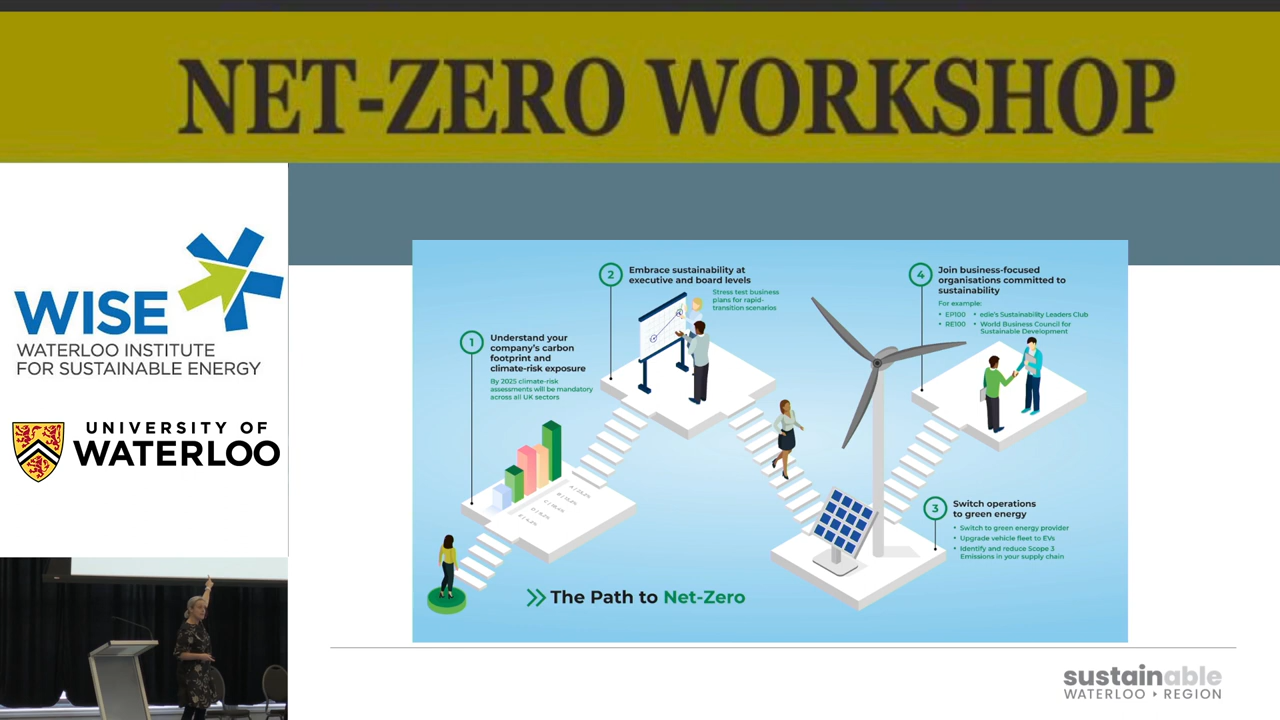 NET-ZERO WORKSHOP
WISE
WATERLOO INSTITUTE
FOR SUSTAINABLE ENERGY
UNIVERSITY OF
WATERLOO
1
Understand your
company's carbon
footprint and
climate-risk exposure
By 2025 climate-risk
assessments will be mandatory
across all UK sectors
2
Embrace sustainability at
executive and board levels
Stress test business
plans for rapid-
transition scenarios
4
Join business-focused
organisations committed to
sustainability
For example:
• EP100 • edie's Sustainability Leaders Club
• RE100 • World Business Council for
Sustainable Development
3
Switch operations
to green energy
• Switch to green energy provider
• Upgrade vehicle fleet to EVs
• Identify and reduce Scope 3
Emissions in your supply chain
The Path to Net-Zero
sustainable
WATERLOO ‣ REGION